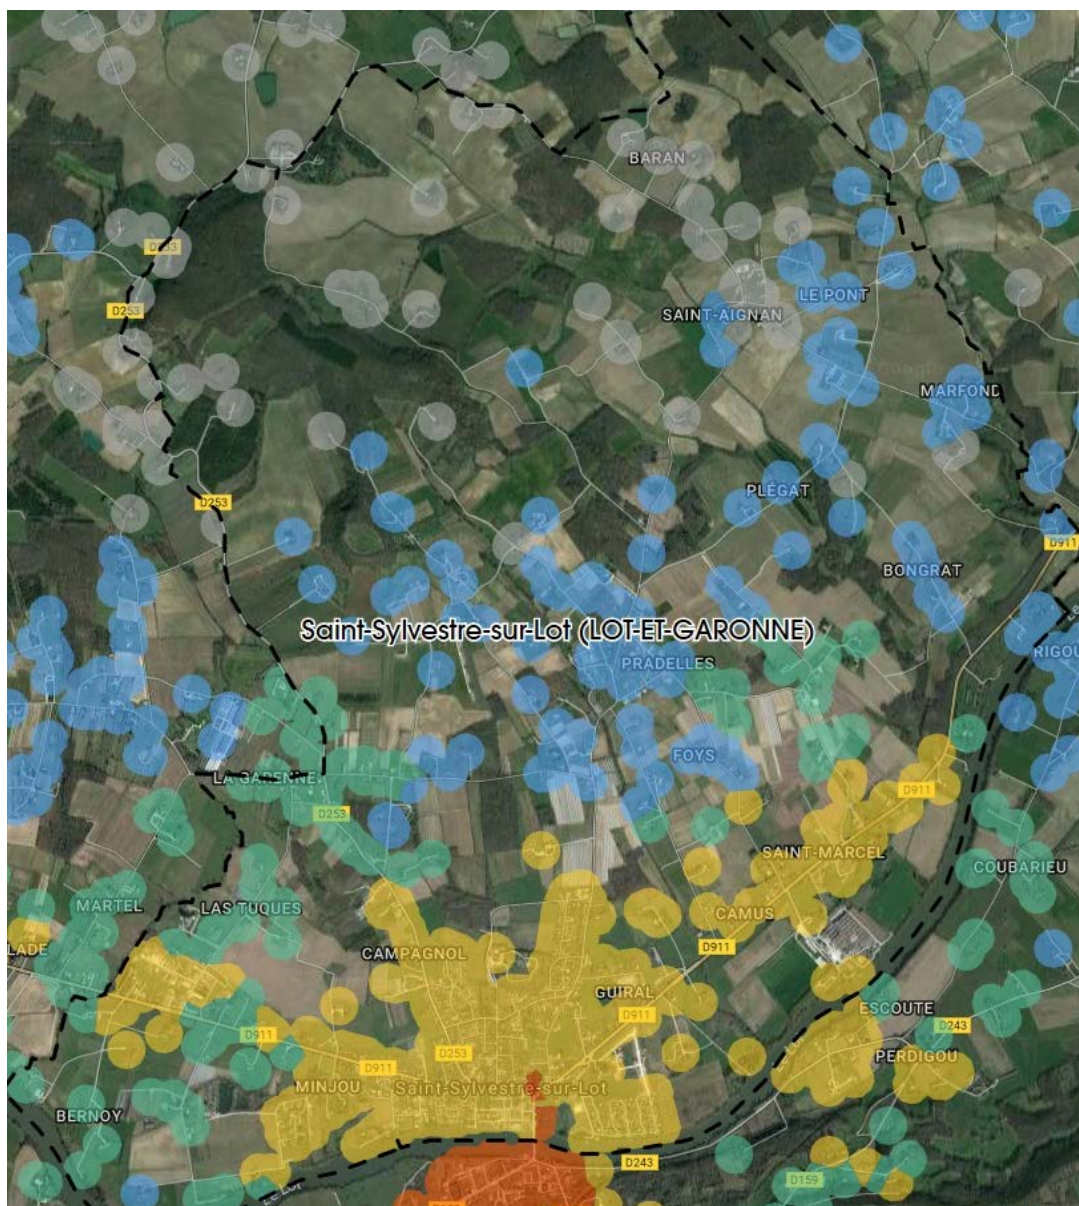 BARAN
D253
LE PONT
D253
SAINT-AIGNAN
MARFOND
PLÉGAT
D253
D911
BONGRAT
Saint-Sylvestre-sur-Lot (LOT-ET-GARONNE)
PRADELLES
RIGOU
FOYS
LA GARENNE
D911
D253
SAINT-MARCEL
COUBARIEU
MARTEL
LAS TUQUES
CAMUS
LADE
CAMPAGNOL
D911
GUIRAL
ESCOUTE
D911
D243
D911
D253
PERDIGOU
D911
MINJOU
Saint-Sylvestre-sur-Lot
BERNOY
D243
D159
Le Lot